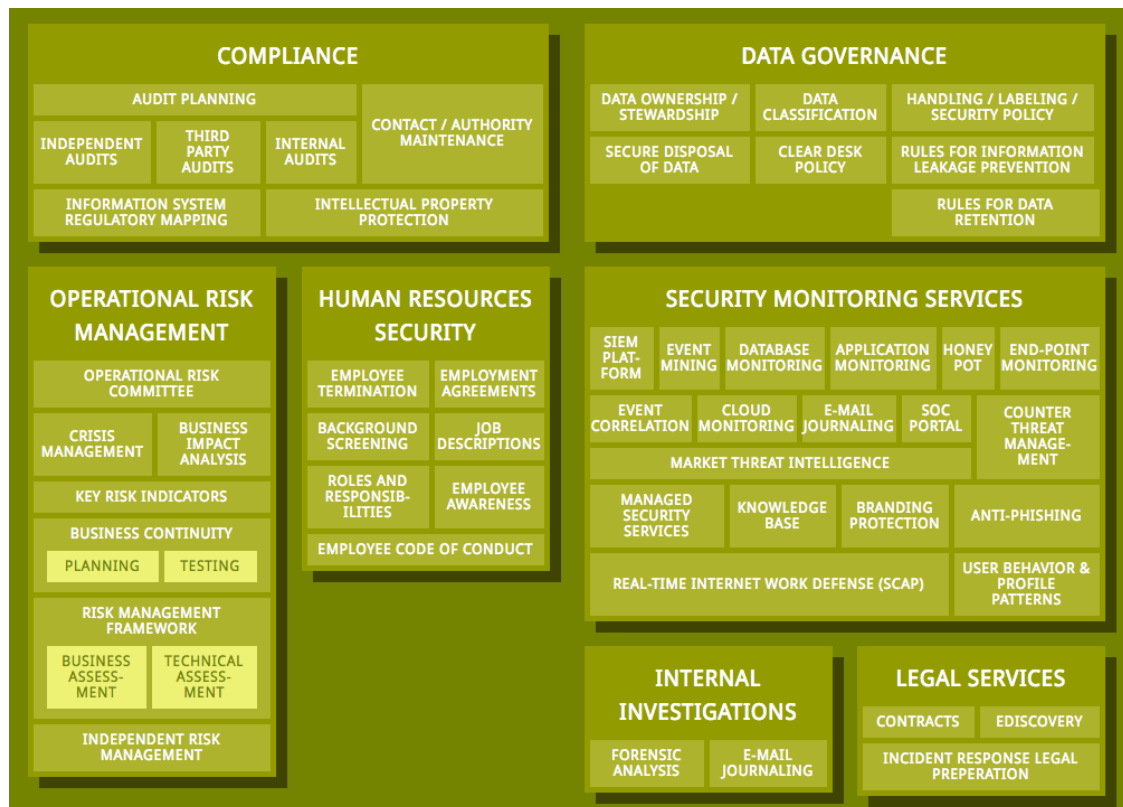 COMPLIANCE
AUDIT PLANNING
CONTACT / AUTHORITY
MAINTENANCE
INDEPENDENT
AUDITS
THIRD
PARTY
AUDITS
INTERNAL
AUDITS
INFORMATION SYSTEM
REGULATORY MAPPING
INTELLECTUAL PROPERTY
PROTECTION
DATA GOVERNANCE
DATA OWNERSHIP /
STEWARDSHIP
DATA
CLASSIFICATION
HANDLING / LABELING /
SECURITY POLICY
SECURE DISPOSAL
OF DATA
CLEAR DESK
POLICY
RULES FOR INFORMATION
LEAKAGE PREVENTION
RULES FOR DATA
RETENTION
OPERATIONAL RISK
MANAGEMENT
OPERATIONAL RISK
COMMITTEE
CRISIS
MANAGEMENT
BUSINESS
IMPACT
ANALYSIS
KEY RISK INDICATORS
BUSINESS CONTINUITY
PLANNING
TESTING
RISK MANAGEMENT
FRAMEWORK
BUSINESS
ASSESS-
MENT
TECHNICAL
ASSESS-
MENT
INDEPENDENT RISK
MANAGEMENT
HUMAN RESOURCES
SECURITY
EMPLOYEE
TERMINATION
EMPLOYMENT
AGREEMENTS
BACKGROUND
SCREENING
JOB
DESCRIPTIONS
ROLES AND
RESPONSIB-
ILITIES
EMPLOYEE
AWARENESS
EMPLOYEE CODE OF CONDUCT
SECURITY MONITORING SERVICES
SIEM
PLAT-
FORM
EVENT
MINING
DATABASE
MONITORING
APPLICATION
MONITORING
HONEY
POT
END-POINT
MONITORING
EVENT
CORRELATION
CLOUD
MONITORING
E-MAIL
JOURNALING
SOC
PORTAL
COUNTER
THREAT
MANAGE-
MENT
MARKET THREAT INTELLIGENCE
MANAGED
SECURITY
SERVICES
KNOWLEDGE
BASE
BRANDING
PROTECTION
ANTI-PHISHING
REAL-TIME INTERNET WORK DEFENSE (SCAP)
USER BEHAVIOR &
PROFILE
PATTERNS
INTERNAL
INVESTIGATIONS
FORENSIC
ANALYSIS
E-MAIL
JOURNALING
LEGAL SERVICES
CONTRACTS
EDISCOVERY
INCIDENT RESPONSE LEGAL
PREPERATION